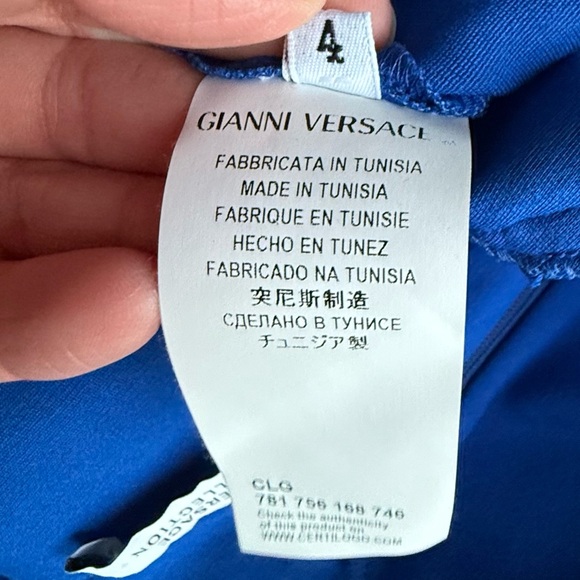 4
GIANNI VERSACE
FABBRICATA IN TUNISIA
MADE IN TUNISIA
FABRIQUE EN TUNISIE
HECHO EN TUNEZ
FABRICADO NA TUNISIA
突尼斯制造
СДЕЛАНО В ТУНИСЕ
チュニジア製
CLG
781 756 168 746
Check the authenticity
of this product on
WWW.CERTILOGO.COM
VERSACE
COLLECTION